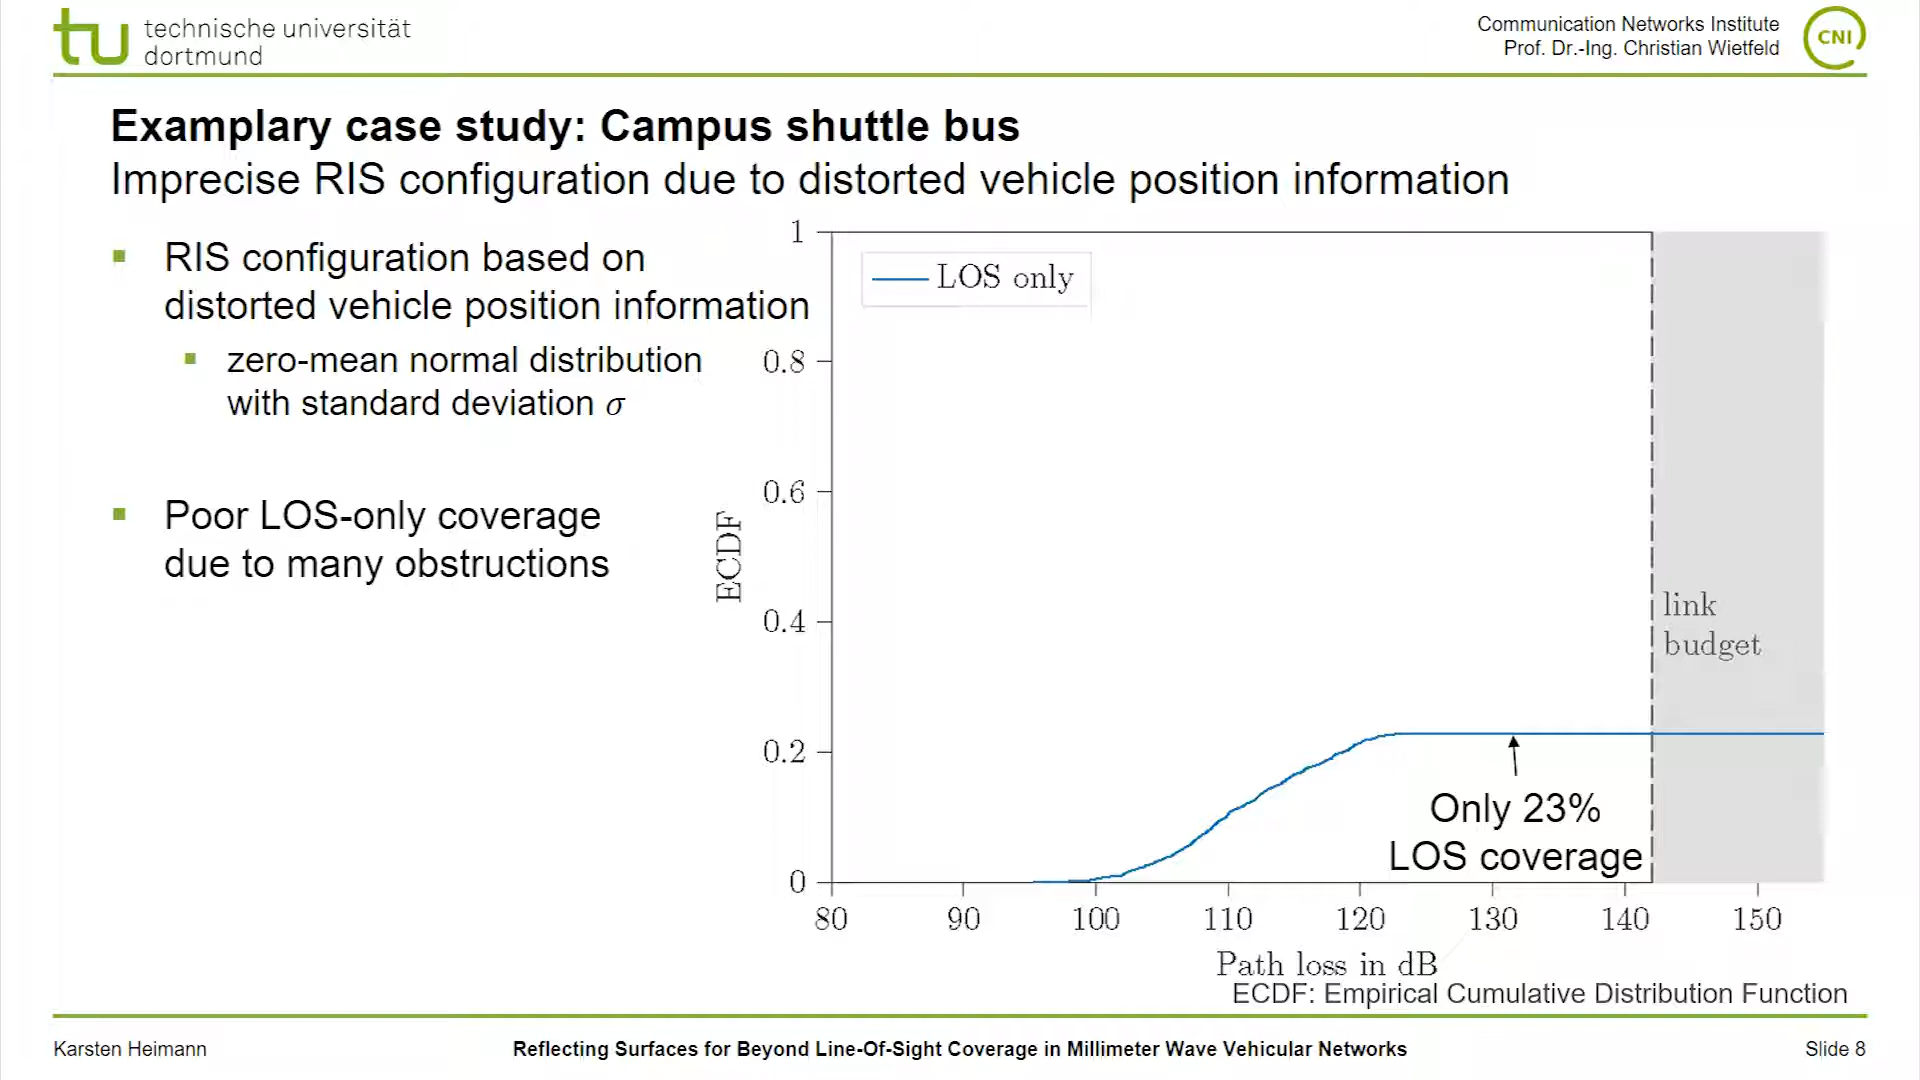 technische universität
dortmund
Communication Networks Institute
Prof. Dr.-Ing. Christian Wietfeld
CNI
Examplary case study: Campus shuttle bus
Imprecise RIS configuration due to distorted vehicle position information
RIS configuration based on
distorted vehicle position information
zero-mean normal distribution
with standard deviation σ
Poor LOS-only coverage
due to many obstructions
LOS only
1
0.8
0.6
0.4
0.2
0
ECDF
link
budget
Only 23%
LOS coverage
80 90 100 110 120 130 140 150
Path loss in dB
ECDF: Empirical Cumulative Distribution Function
Karsten Heimann
Reflecting Surfaces for Beyond Line-Of-Sight Coverage in Millimeter Wave Vehicular Networks
Slide 8